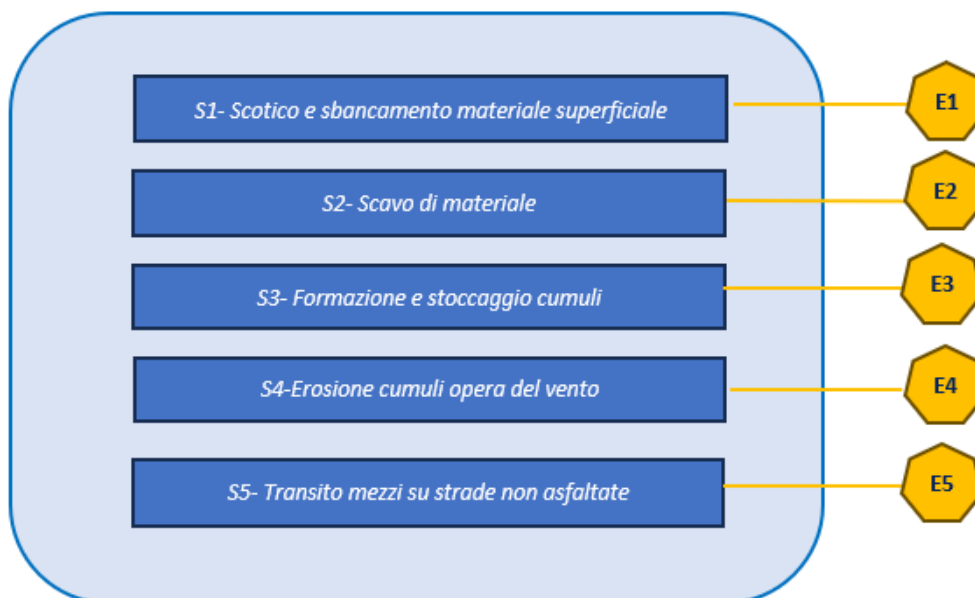 S1- Scotico e sbancamento materiale superficiale
E1
S2- Scavo di materiale
E2
S3- Formazione e stoccaggio cumuli
E3
S4-Erosione cumuli opera del vento
E4
S5- Transito mezzi su strade non asfaltate
E5